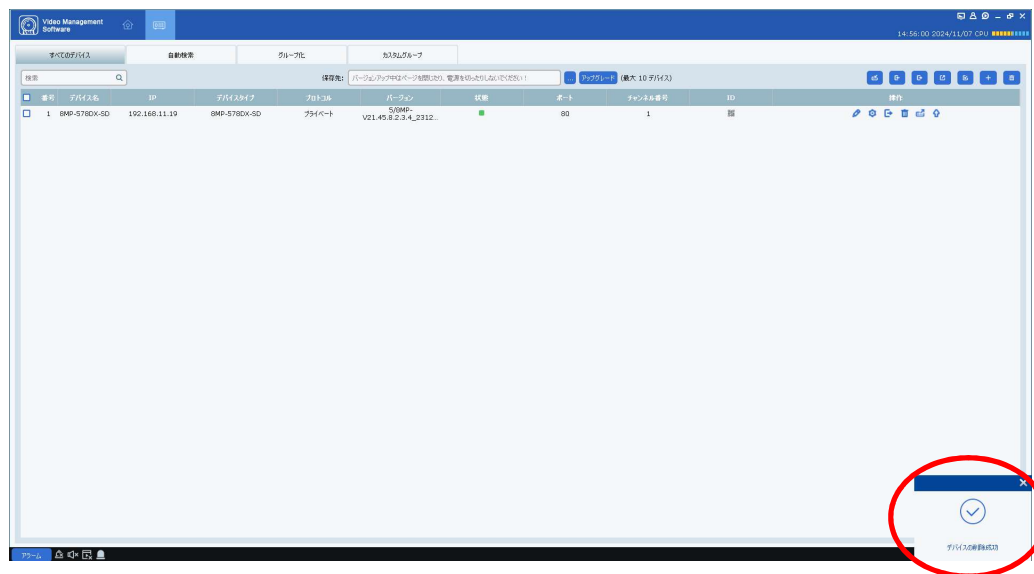 Video Management
Software
14:56:00 2024/11/07 CPU
すべてのデバイス 自動検索 グループ化 カスタムグループ
検索 保存先: バージョンアップ中はページを閉じたり、電源を切ったりしないでください! ... アップグレード (最大 10 デバイス)
番号 デバイス名 IP デバイスタイプ プロトコル バージョン 状態 ポート チャンネル番号 ID 操作
1 8MP-578DX-SD 192.168.11.19 8MP-578DX-SD プライベート 5/8MP-
V21.45.8.2.3.4_2312... 80 1
デバイスの削除成功
アラーム